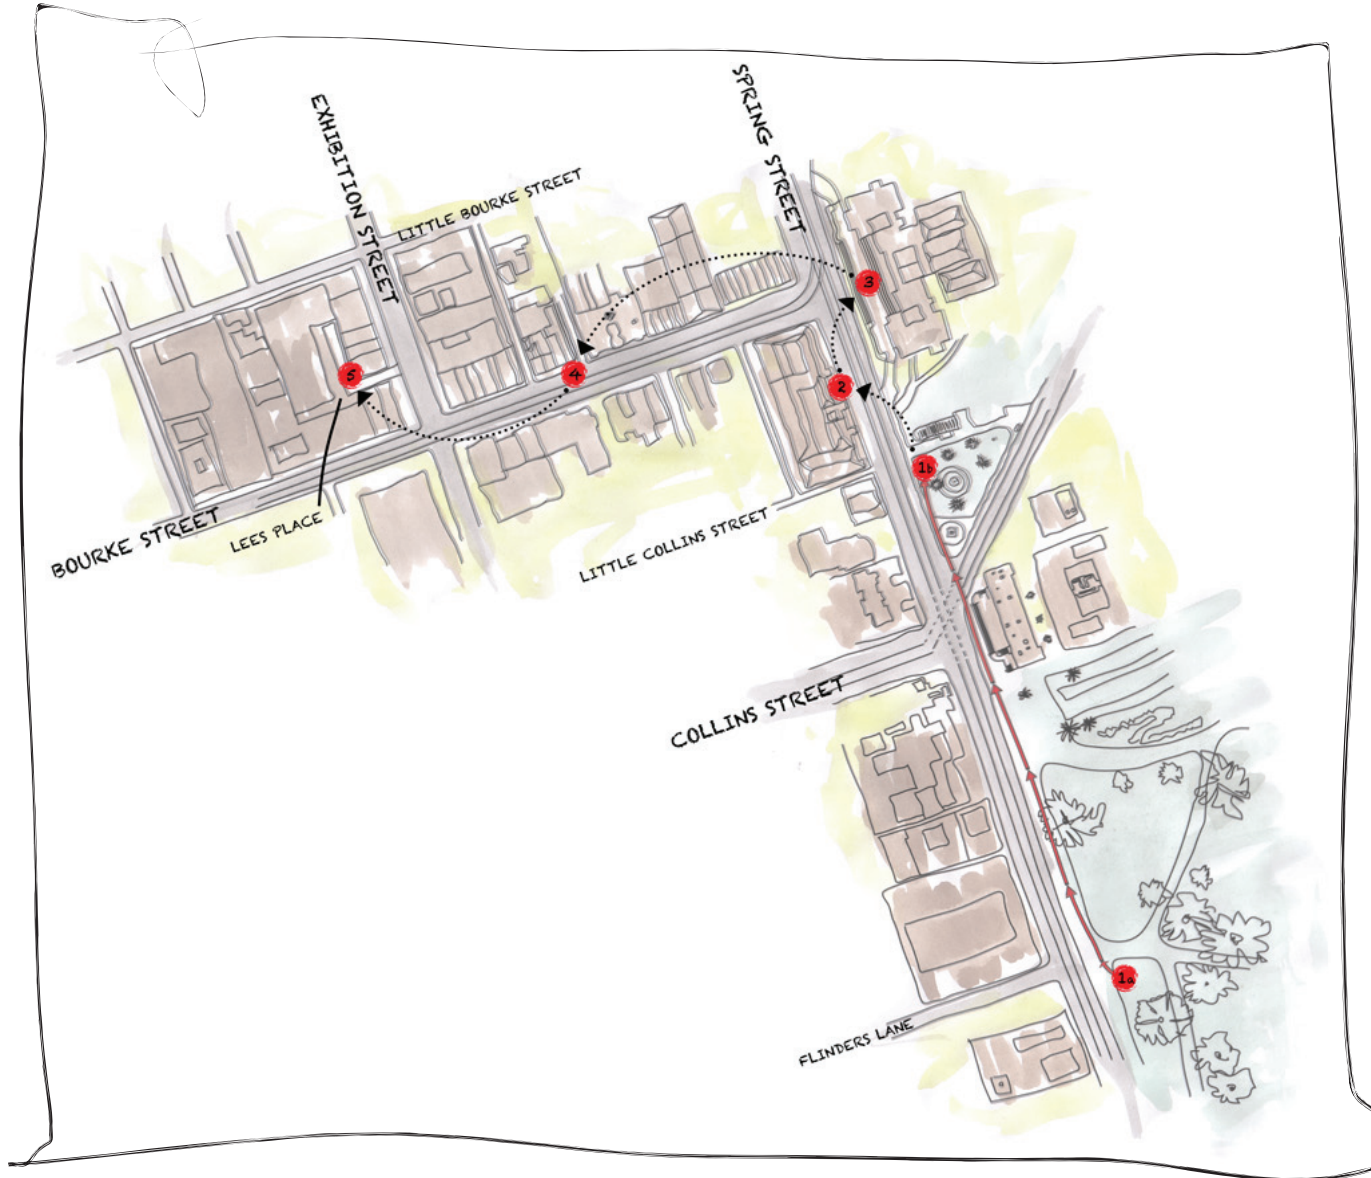 SPRING STREET
EXHIBITION STREET
LITTLE BOURKE STREET
3
5
4
2
1b
BOURKE STREET
LEES PLACE
LITTLE COLLINS STREET
COLLINS STREET
1a
FLINDERS LANE